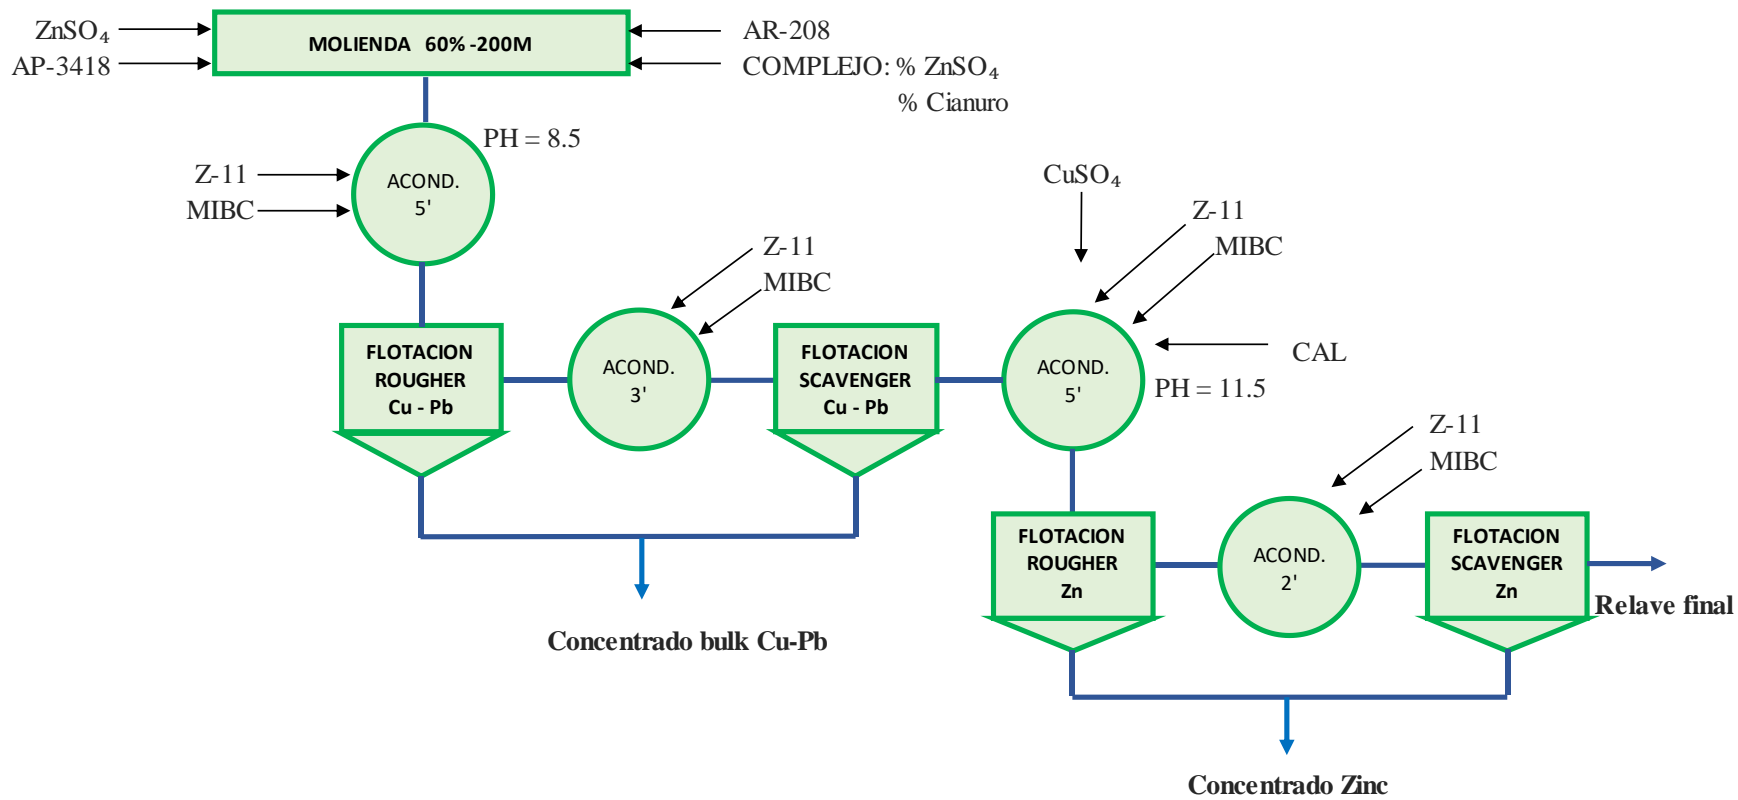 ZnSO₄
AP-3418
MOLIENDA 60% -200M
AR-208
COMPLEJO: % ZnSO₄
% Cianuro
PH = 8.5
Z-11
MIBC
ACOND.
5'
CuSO₄
Z-11
MIBC
Z-11
MIBC
FLOTACION
ROUGHER
Cu - Pb
ACOND.
3'
FLOTACION
SCAVENGER
Cu - Pb
ACOND.
5'
CAL
PH = 11.5
Z-11
MIBC
FLOTACION
ROUGHER
Zn
ACOND.
2'
FLOTACION
SCAVENGER
Zn
Relave final
Concentrado bulk Cu-Pb
Concentrado Zinc